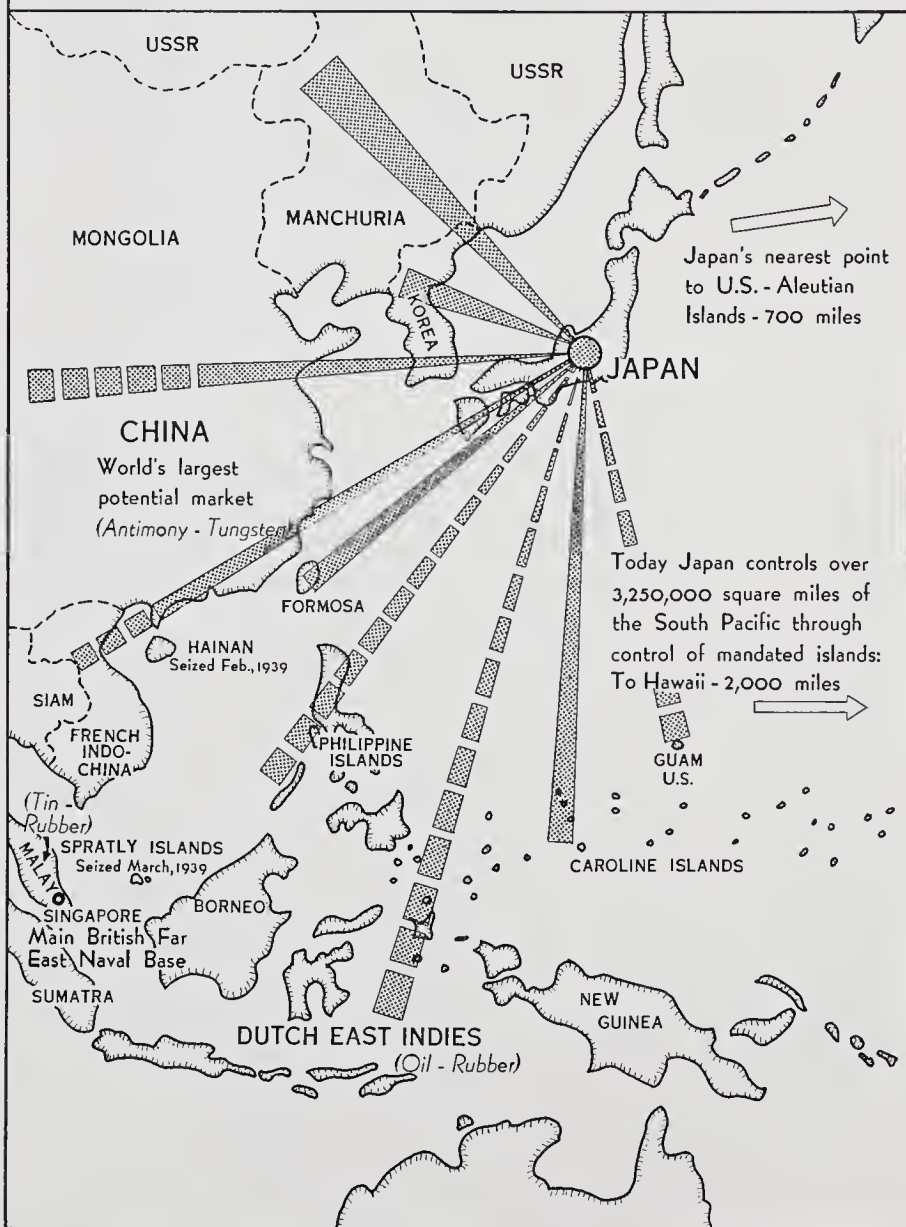 USSR
USSR
MANCHURIA
MONGOLIA
KOREA
Japan's nearest point
to U.S. - Aleutian
Islands - 700 miles
JAPAN
CHINA
World's largest
potential market
(Antimony - Tungsten)
FORMOSA
HAINAN
Seized Feb., 1939
Today Japan controls over
3,250,000 square miles of
the South Pacific through
control of mandated islands:
To Hawaii - 2,000 miles
SIAM
FRENCH
INDO-
CHINA
PHILIPPINE
ISLANDS
GUAM
U.S.
(Tin -
Rubber)
MALAY
SPRATLY ISLANDS
Seized March, 1939
CAROLINE ISLANDS
BORNEO
SINGAPORE
Main British Far
East Naval Base
SUMATRA
NEW
GUINEA
DUTCH EAST INDIES
(Oil - Rubber)